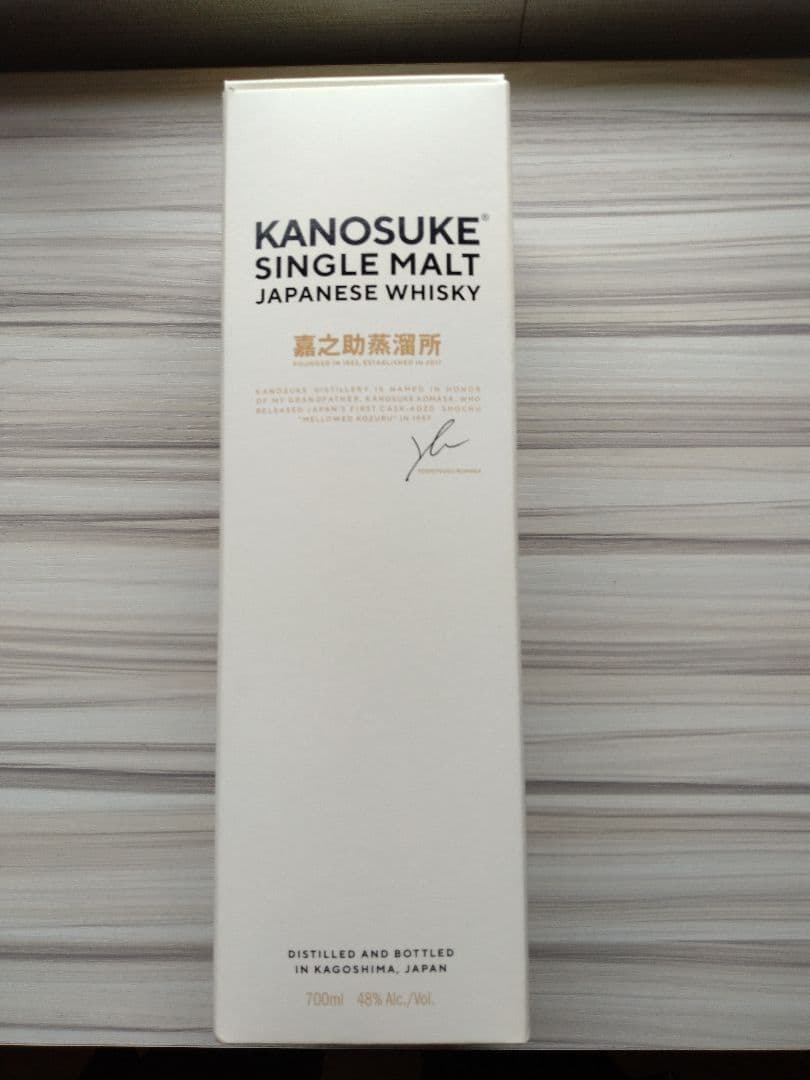 KANOSUKE®
SINGLE MALT
JAPANESE WHISKY
嘉之助蒸溜所
FOUNDED IN 1883, ESTABLISHED IN 2017
KANOSUKE DISTILLERY IS NAMED IN HONOR
OF MY GRANDFATHER, KANOSUKE KOMASA, WHO
RELEASED JAPAN'S FIRST CASK-AGED SHOCHU
"MELLOWED KOZURU" IN 1957
YOSHITSUGU KOMASA
DISTILLED AND BOTTLED
IN KAGOSHIMA, JAPAN
700ml 48% Alc./Vol.